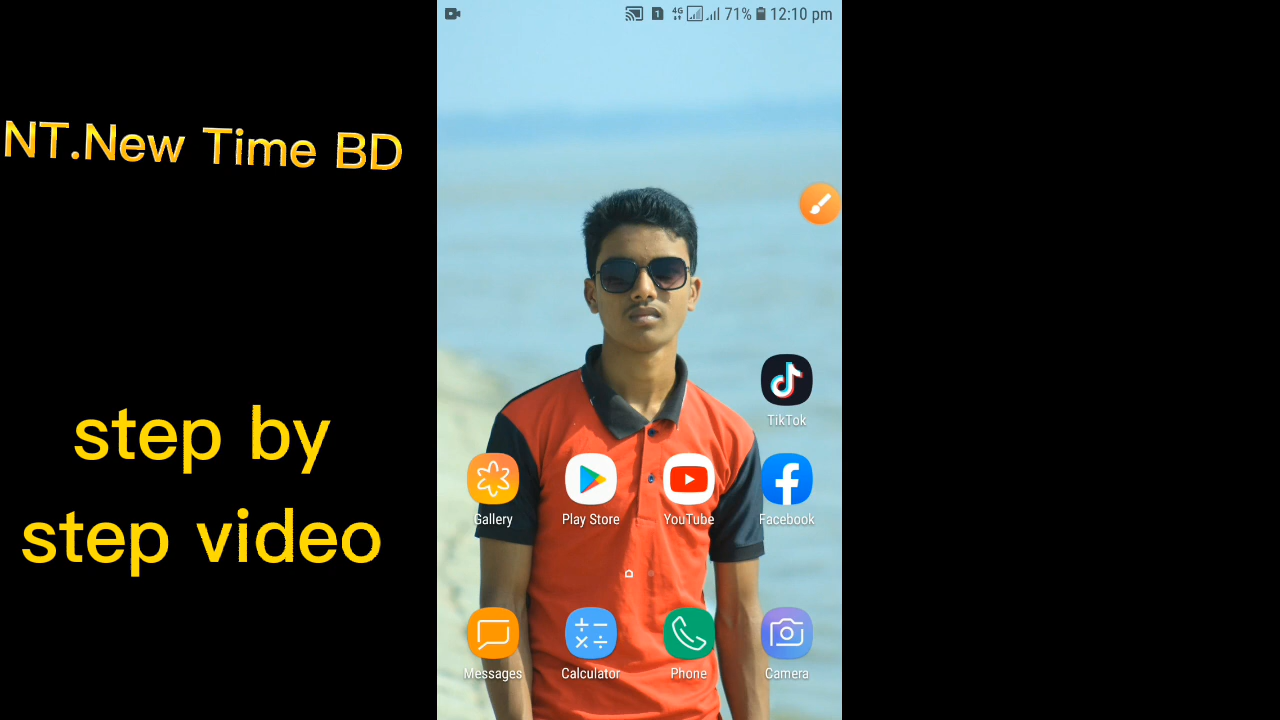 71% 12:10 pm
NT.New Time BD
TikTok
step by
step video
Gallery Play Store YouTube Facebook
Messages Calculator Phone Camera